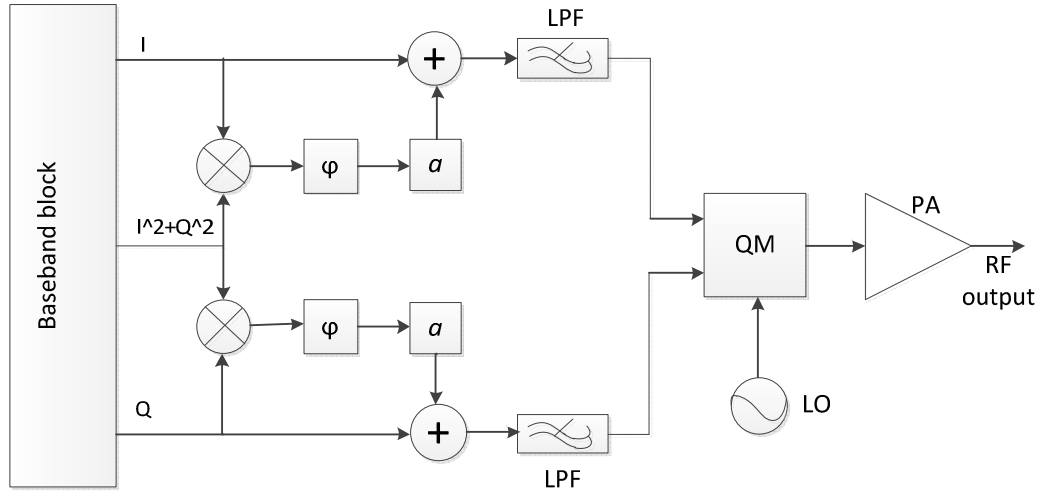 Baseband block
I
I^2+Q^2
Q
+
φ
a
φ
a
+
LPF
LPF
QM
LO
PA
RF
output